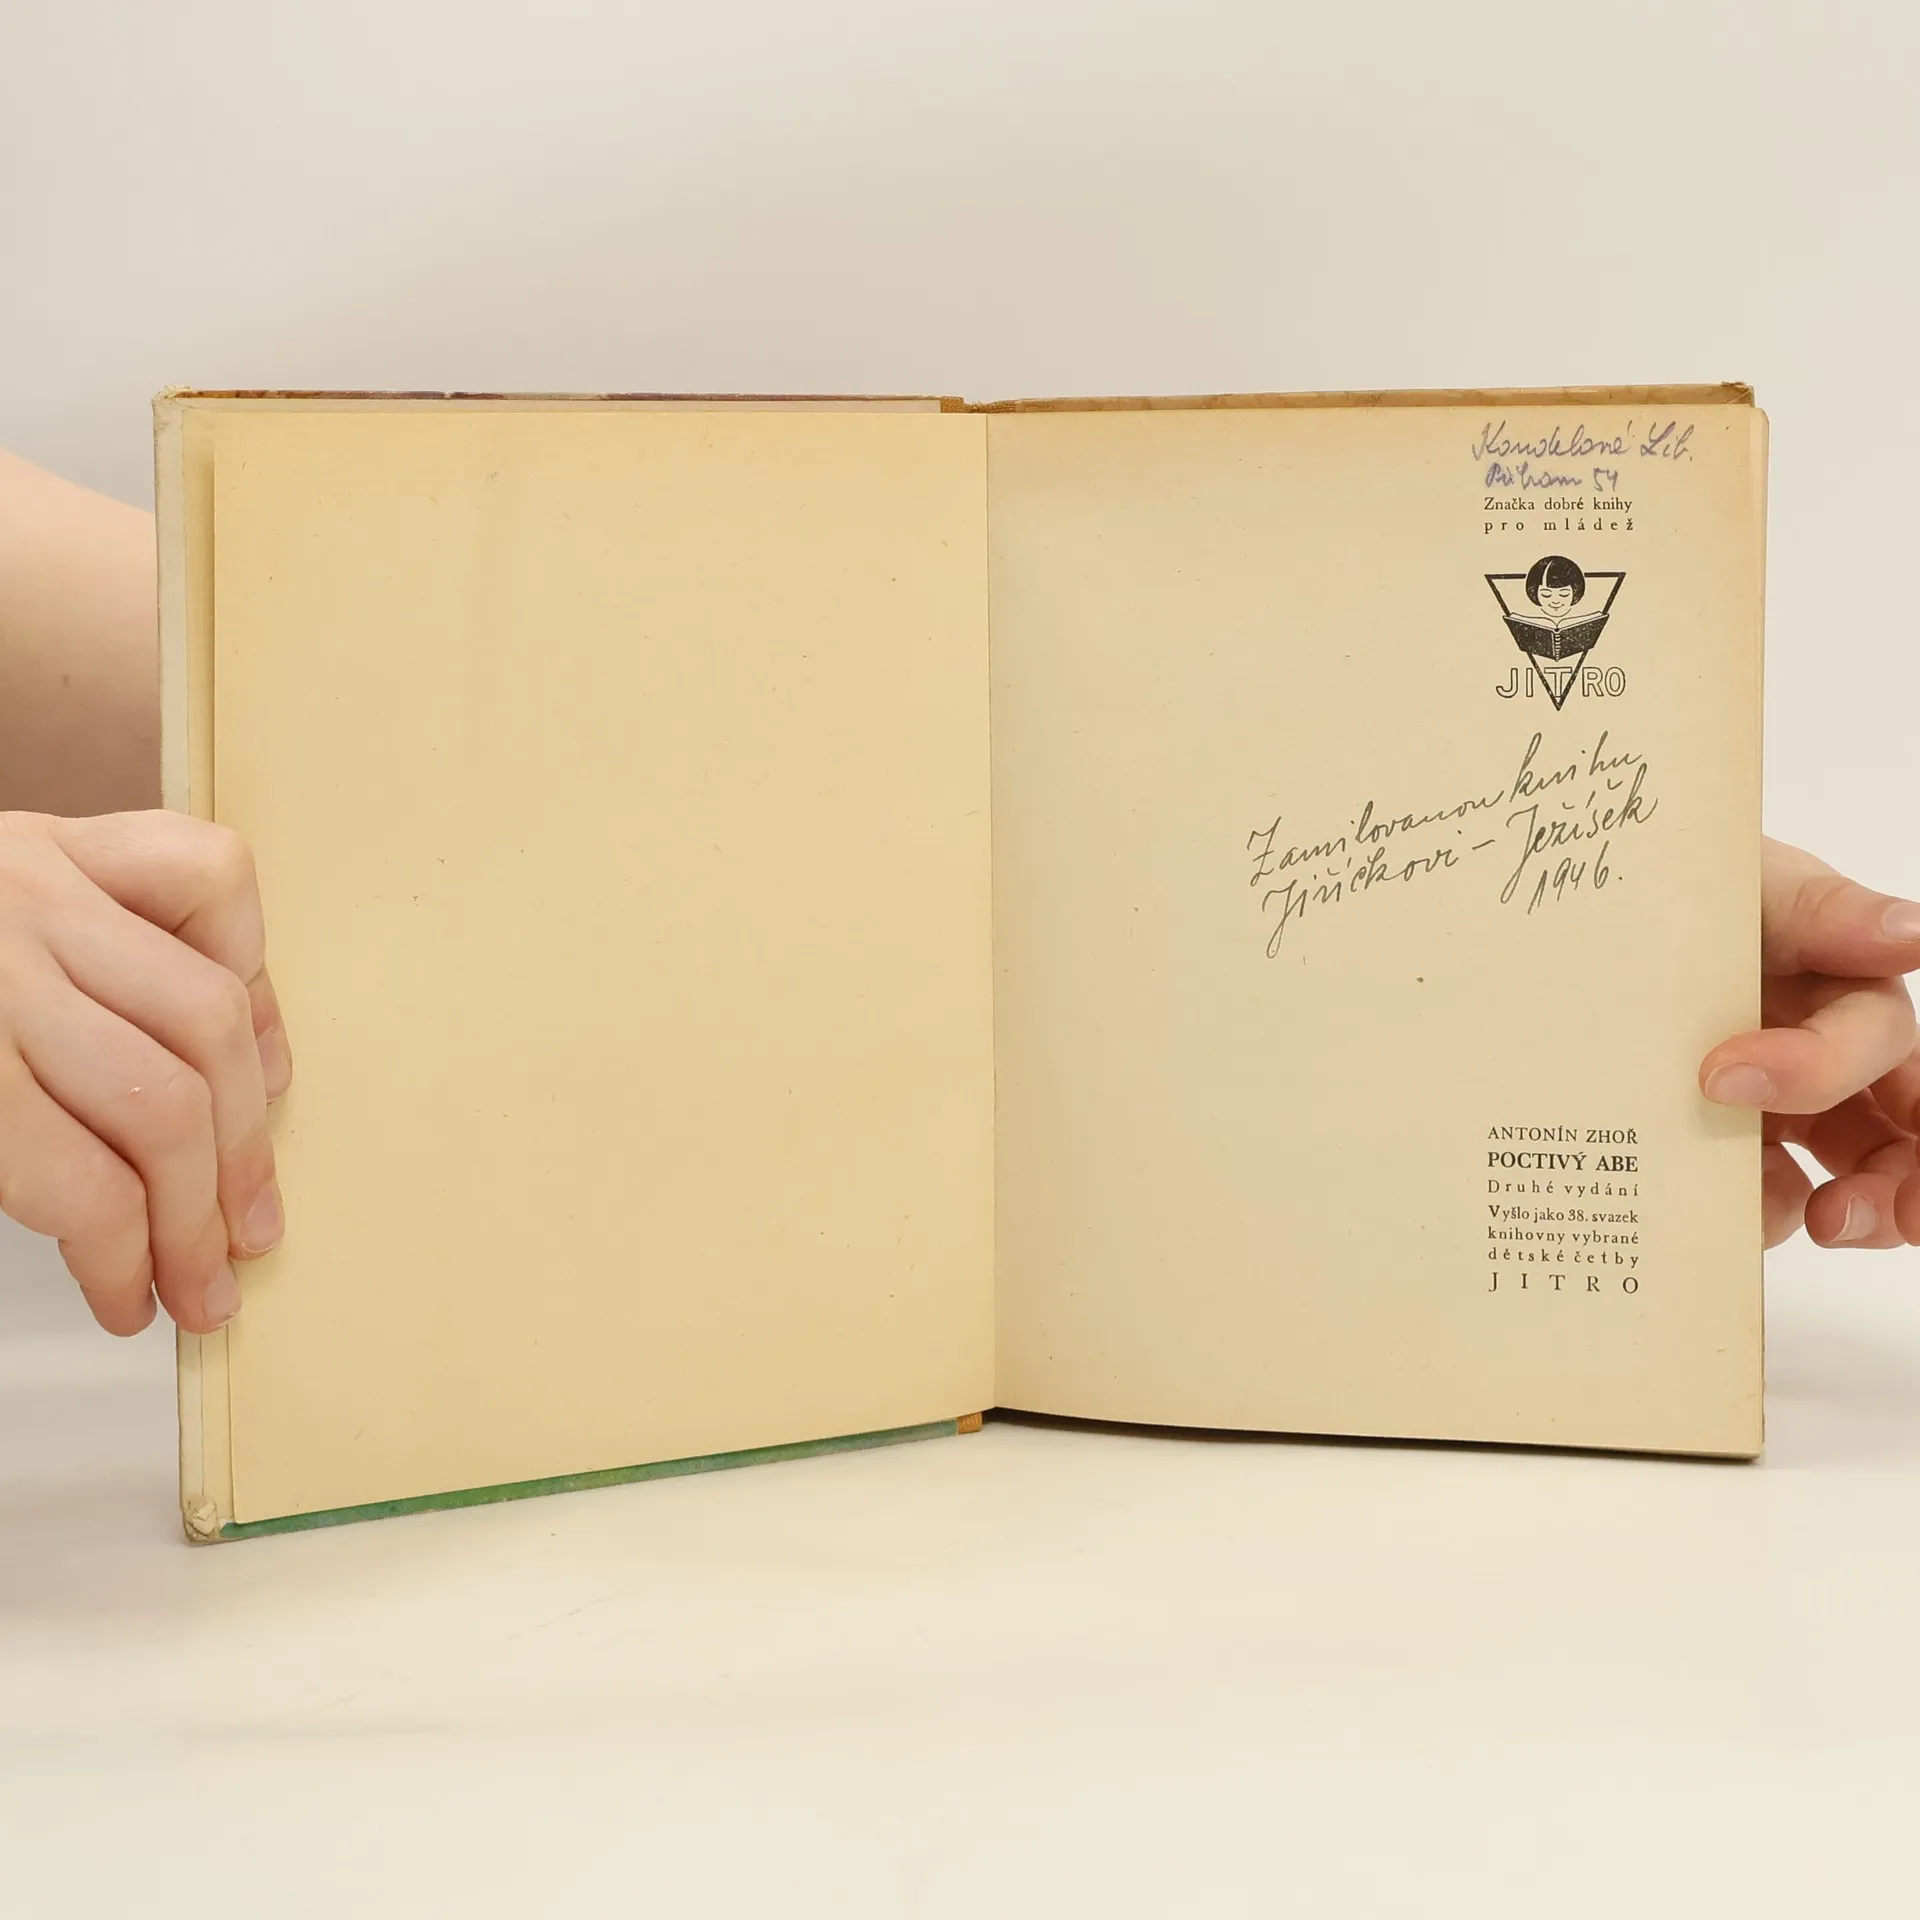 Koudelové Lib.
Příbram 54
Značka dobré knihy
pro mládež
JITRO
Zamilovanou knihu
Jiříčkovi - Ježíšek
1946.
ANTONÍN ZHOŘ
POCTIVÝ ABE
Druhé vydání
Vyšlo jako 38. svazek
knihovny vybrané
dětské četby
JITRO